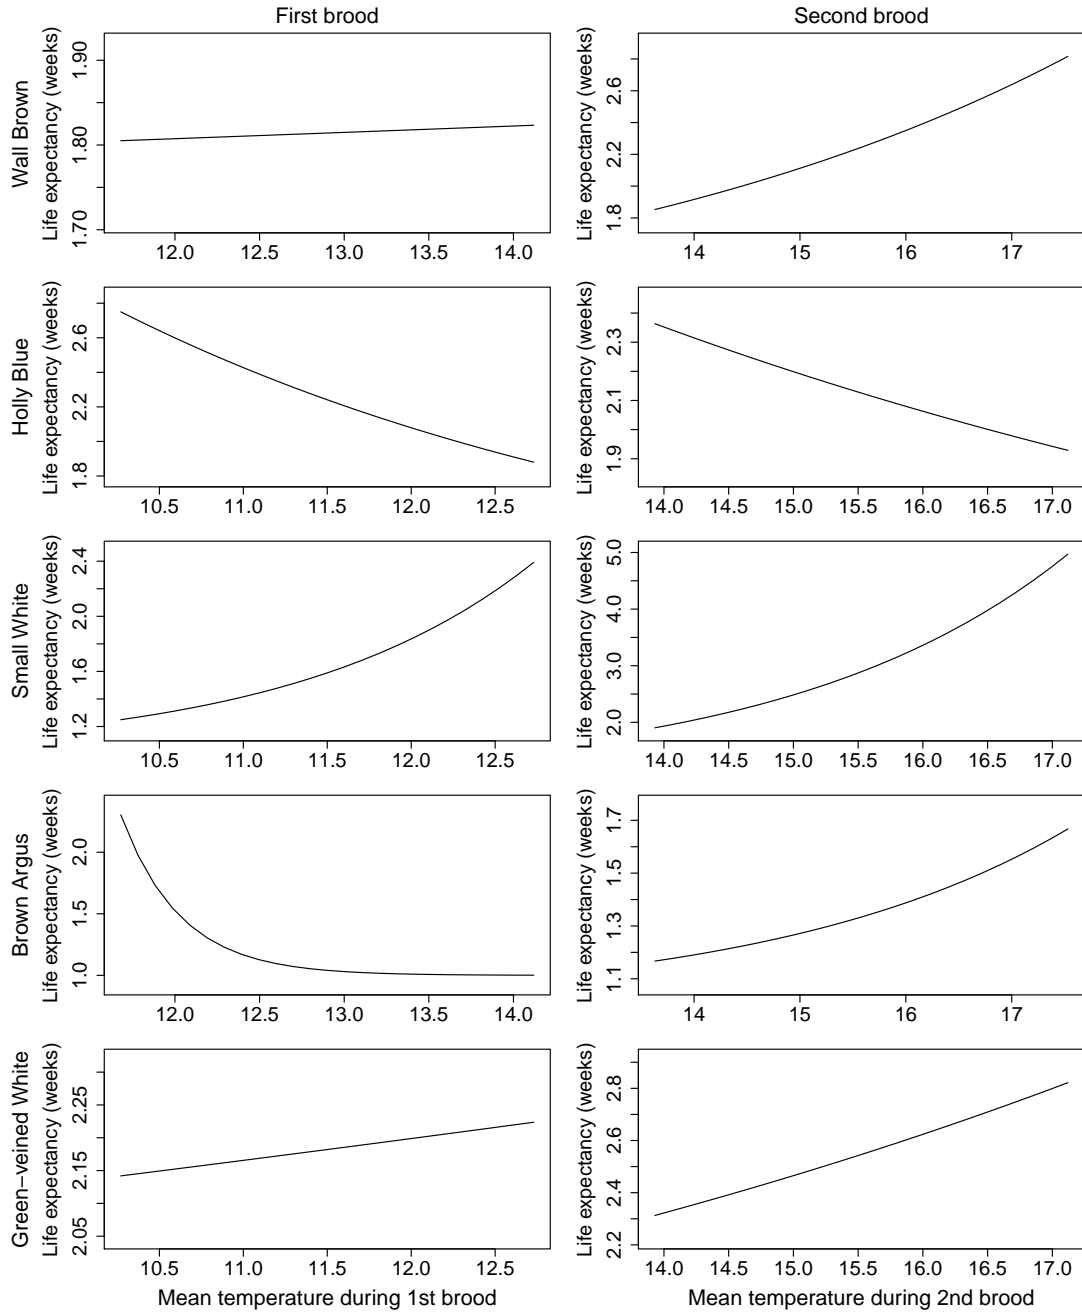 First brood
Second brood
Wall Brown
Life expectancy (weeks)
1.70 1.80 1.90
12.0 12.5 13.0 13.5 14.0
Life expectancy (weeks)
1.8 2.2 2.6
14 15 16 17
Holly Blue
Life expectancy (weeks)
1.8 2.2 2.6
10.5 11.0 11.5 12.0 12.5
Life expectancy (weeks)
1.9 2.1 2.3
14.0 14.5 15.0 15.5 16.0 16.5 17.0
Small White
Life expectancy (weeks)
1.2 1.6 2.0 2.4
10.5 11.0 11.5 12.0 12.5
Life expectancy (weeks)
2.0 3.0 4.0 5.0
14.0 14.5 15.0 15.5 16.0 16.5 17.0
Brown Argus
Life expectancy (weeks)
1.0 1.5 2.0
12.0 12.5 13.0 13.5 14.0
Life expectancy (weeks)
1.1 1.3 1.5 1.7
14 15 16 17
Green−veined White
Life expectancy (weeks)
2.05 2.15 2.25
10.5 11.0 11.5 12.0 12.5
Mean temperature during 1st brood
Life expectancy (weeks)
2.2 2.4 2.6 2.8
14.0 14.5 15.0 15.5 16.0 16.5 17.0
Mean temperature during 2nd brood